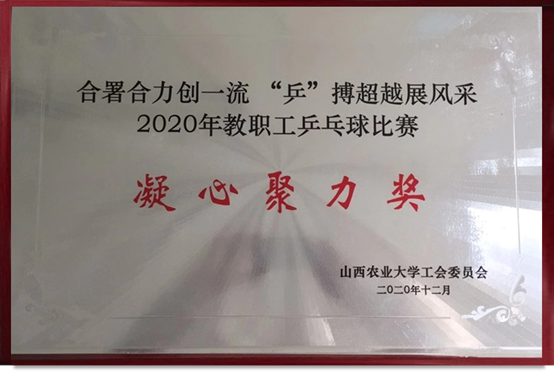 合署合力创一流 “乒”搏超越展风采
2020年教职工乒乓球比赛
凝心聚力奖
山西农业大学工会委员会
二〇二〇年十二月